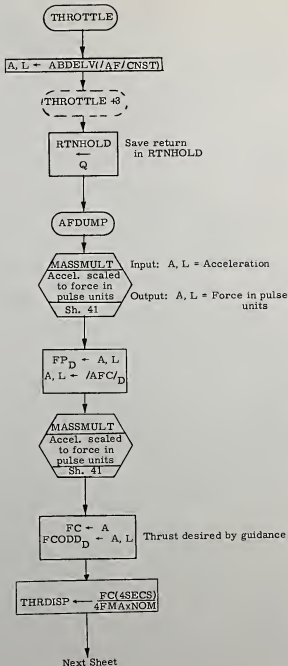 THROTTLE
A, L ← ABDELV(/AF/CNST)
THROTTLE +3
RTNHOLD
←
Q
Save return
in RTNHOLD
AFDUMP
MASSMULT
Accel. scaled
to force in
pulse units
Sh. 41
Input: A, L = Acceleration
Output: A, L = Force in pulse
units
FP_D ← A, L
A, L ← /AFC/_D
MASSMULT
Accel. scaled
to force in
pulse units
Sh. 41
FC ← A
FCODD_D ← A, L
Thrust desired by guidance
THRDISP ← FC(4SECS)
4FMAXNOM
Next Sheet